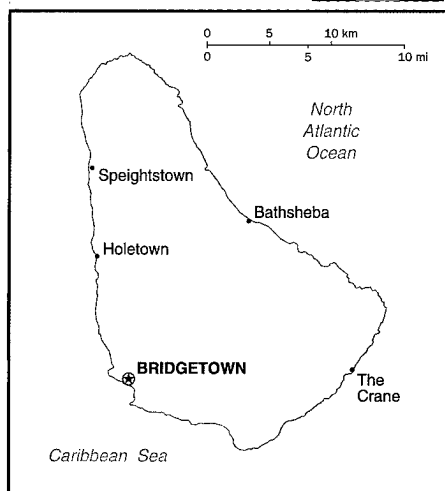 0 5 10 km
0 5 10 mi
North
Atlantic
Ocean
Speightstown
Bathsheba
Holetown
BRIDGETOWN
The
Crane
Caribbean Sea